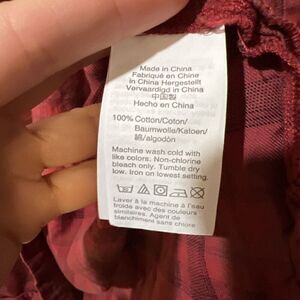 Made in China
Fabriqué en Chine
in China Hergestellt
Vervaardigd in China
中国製
Hecho en China
100% Cotton/Coton/
Baumwolle/Katoen/
綿/algodón
Machine wash cold with
like colors. Non-chlorine
bleach only. Tumble dry
low. Iron on lowest setting.
Laver à la machine à l'eau
froide avec des couleurs
similaires. Agent de
blanchiment sans chlore